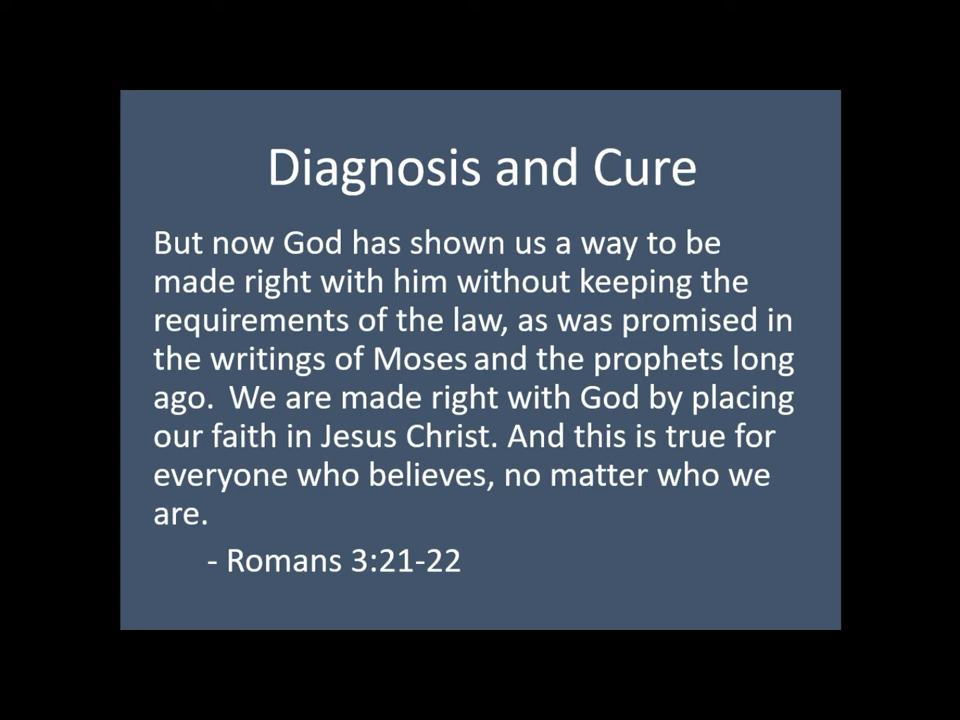 Diagnosis and Cure
But now God has shown us a way to be
made right with him without keeping the
requirements of the law, as was promised in
the writings of Moses and the prophets long
ago.  We are made right with God by placing
our faith in Jesus Christ. And this is true for
everyone who believes, no matter who we
are.
- Romans 3:21-22